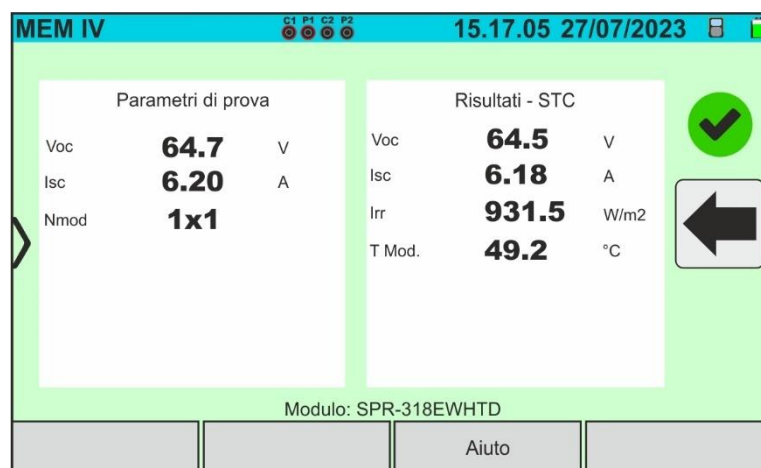 MEM IV C1 P1 C2 P2 15.17.05 27/07/2023
Parametri di prova
Voc 64.7 V
Isc 6.20 A
Nmod 1x1
Risultati - STC
Voc 64.5 V
Isc 6.18 A
Irr 931.5 W/m2
T Mod. 49.2 °C
Modulo: SPR-318EWHTD
Aiuto